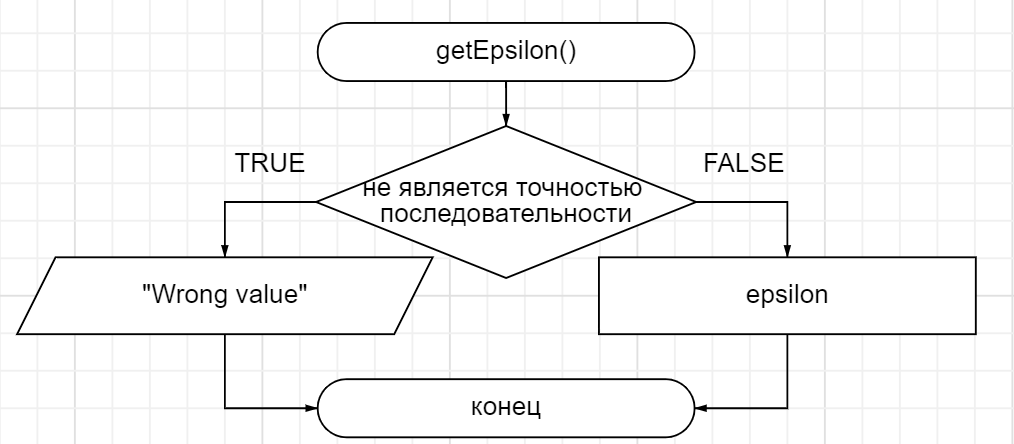 getEpsilon()
TRUE
FALSE
не является точностью
последовательности
"Wrong value"
epsilon
конец